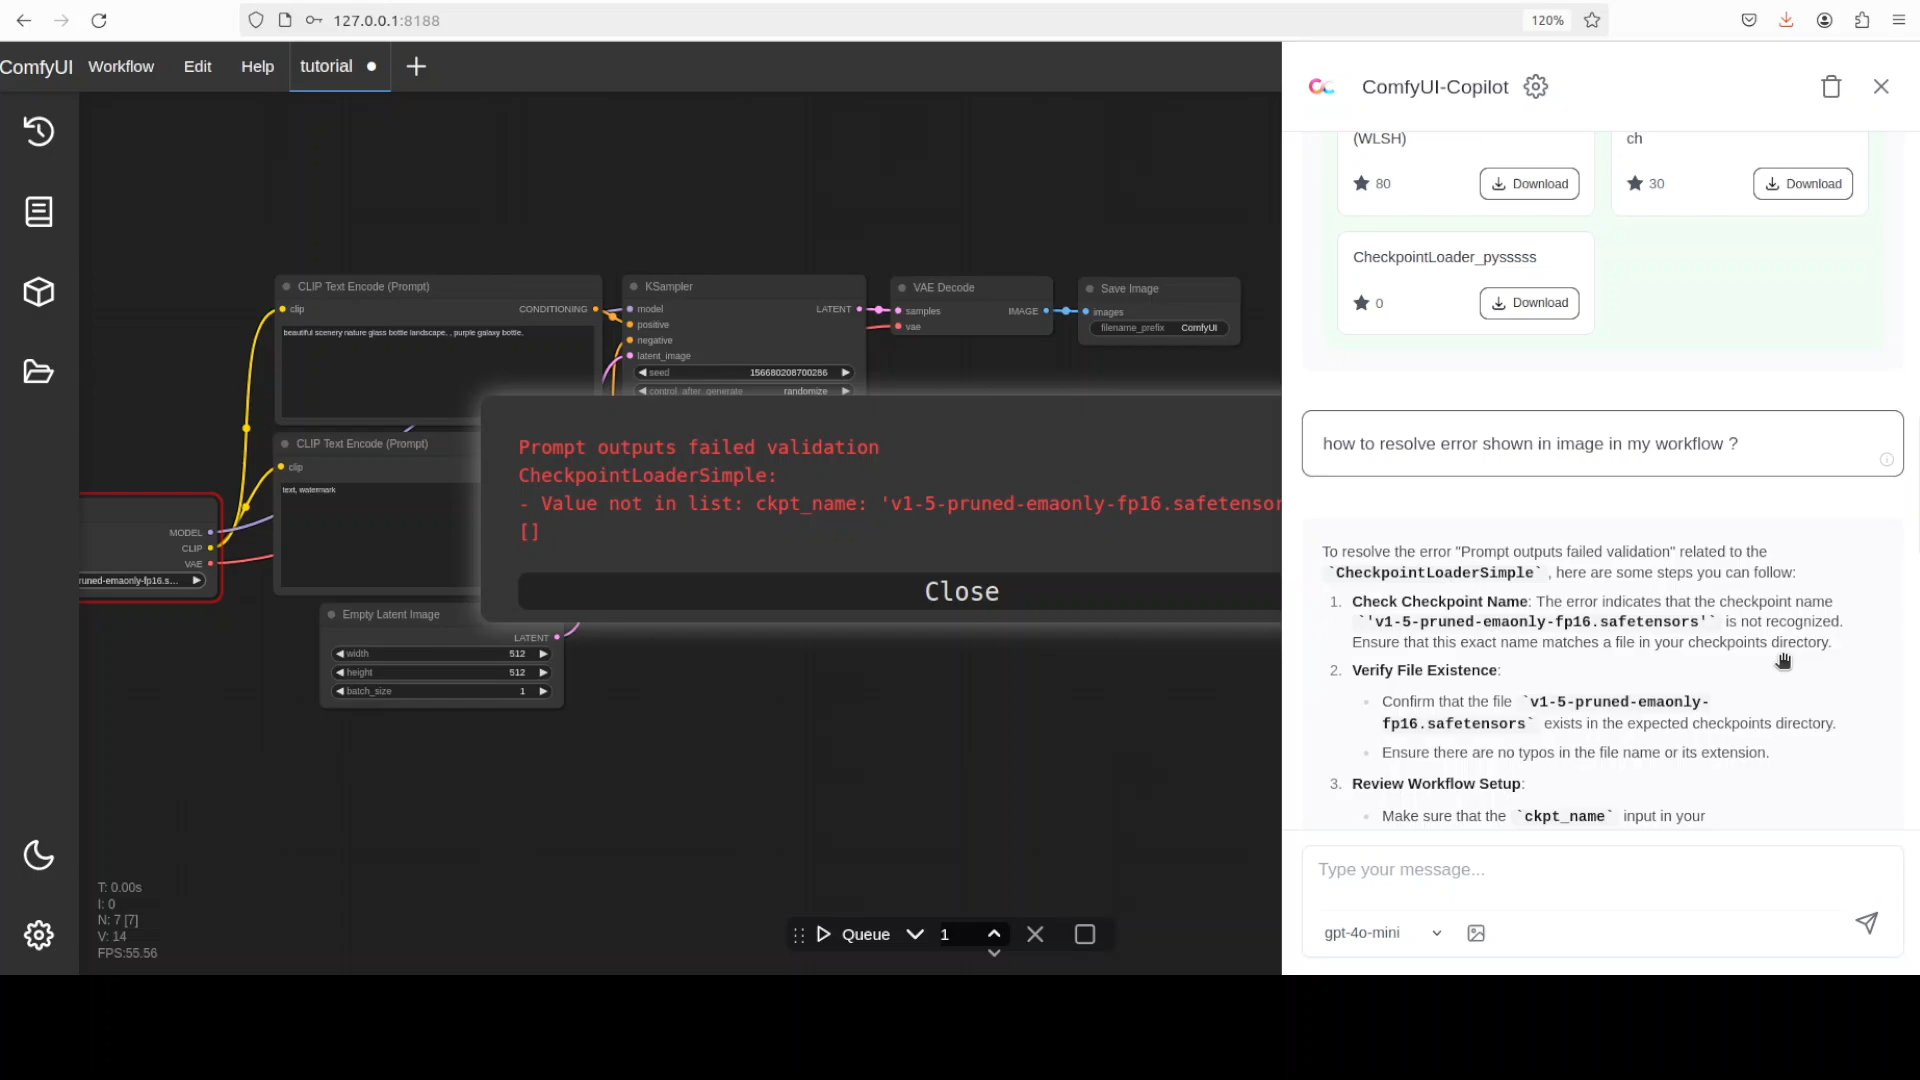 127.0.0.1:8188
120%
ComfyUI
Workflow
Edit
Help
tutorial
CLIP Text Encode (Prompt)
clip
CONDITIONING
beautiful scenery nature glass bottle landscape, , purple galaxy bottle,
KSampler
model
LATENT
positive
negative
latent_image
seed
156680208700286
control_after_generate
randomize
VAE Decode
samples
IMAGE
vae
Save Image
images
filename_prefix
ComfyUI
CLIP Text Encode (Prompt)
clip
text, watermark
MODEL
CLIP
VAE
runed-emaonly-fp16.s...
Empty Latent Image
LATENT
width
512
height
512
batch_size
1
Prompt outputs failed validation
CheckpointLoaderSimple:
- Value not in list: ckpt_name: 'v1-5-pruned-emaonly-fp16.safetensor
[]
Close
T: 0.00s
I: 0
N: 7 [7]
V: 14
FPS:55.56
Queue
1
ComfyUI-Copilot
(WLSH)
80
Download
ch
30
Download
CheckpointLoader_pysssss
0
Download
how to resolve error shown in image in my workflow ?
To resolve the error "Prompt outputs failed validation" related to the
`CheckpointLoaderSimple`, here are some steps you can follow:
1. Check Checkpoint Name: The error indicates that the checkpoint name
`'v1-5-pruned-emaonly-fp16.safetensors'` is not recognized.
Ensure that this exact name matches a file in your checkpoints directory.
2. Verify File Existence:
Confirm that the file `v1-5-pruned-emaonly-
fp16.safetensors` exists in the expected checkpoints directory.
Ensure there are no typos in the file name or its extension.
3. Review Workflow Setup:
Make sure that the `ckpt_name` input in your
Type your message...
gpt-4o-mini